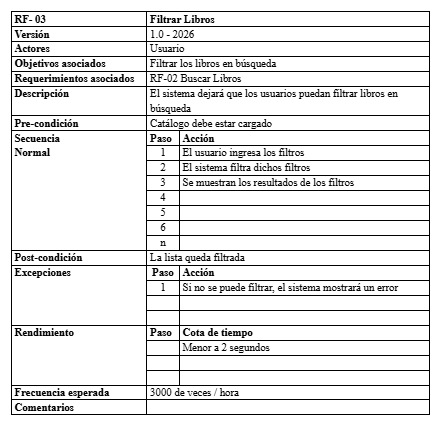 RF- 03 Filtrar Libros
Versión 1.0 - 2026
Actores Usuario
Objetivos asociados Filtrar los libros en búsqueda
Requerimientos asociados RF-02 Buscar Libros
Descripción El sistema dejará que los usuarios puedan filtrar libros en
búsqueda
Pre-condición Catálogo debe estar cargado
Secuencia Paso Acción
Normal 1 El usuario ingresa los filtros
2 El sistema filtra dichos filtros
3 Se muestran los resultados de los filtros
4
5
6
n
Post-condición La lista queda filtrada
Excepciones Paso Acción
1 Si no se puede filtrar, el sistema mostrará un error
Rendimiento Paso Cota de tiempo
Menor a 2 segundos
Frecuencia esperada 3000 de veces / hora
Comentarios